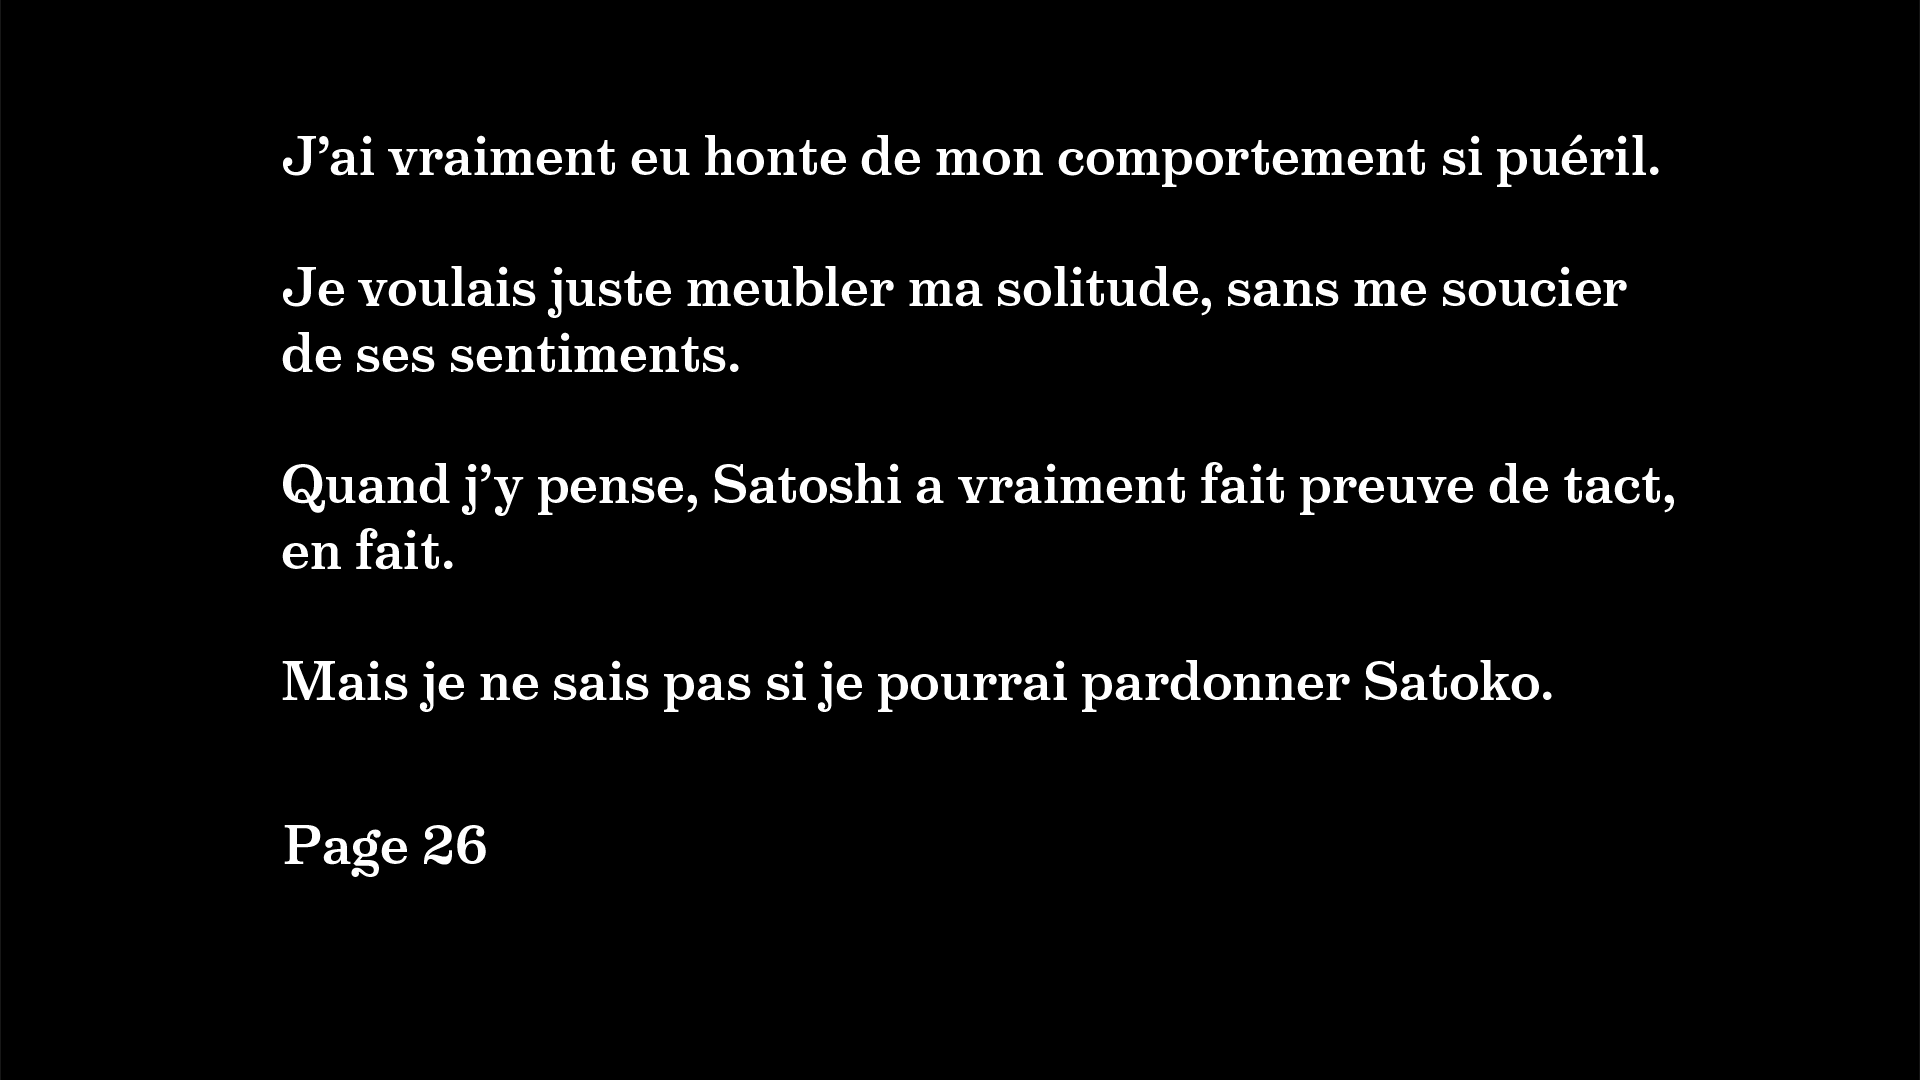 J’ai vraiment eu honte de mon comportement si puéril.
Je voulais juste meubler ma solitude, sans me soucier
de ses sentiments.
Quand j’y pense, Satoshi a vraiment fait preuve de tact,
en fait.
Mais je ne sais pas si je pourrai pardonner Satoko.
Page 26